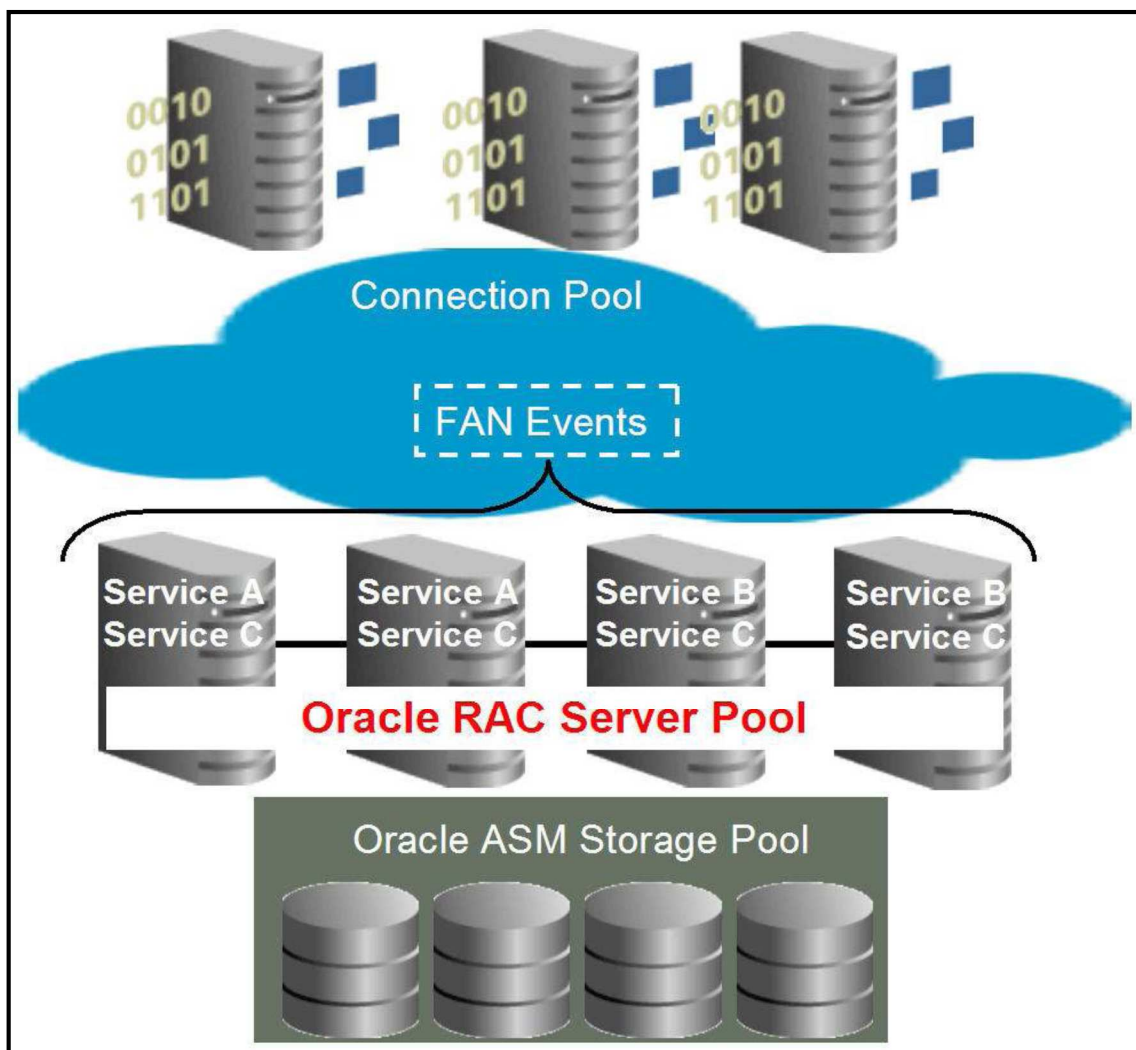 0010 0010 0010
0101 0101 0101
1101 1101 1101
Connection Pool
FAN Events
Service A Service A Service B Service B
Service C Service C Service C Service C
Oracle RAC Server Pool
Oracle ASM Storage Pool